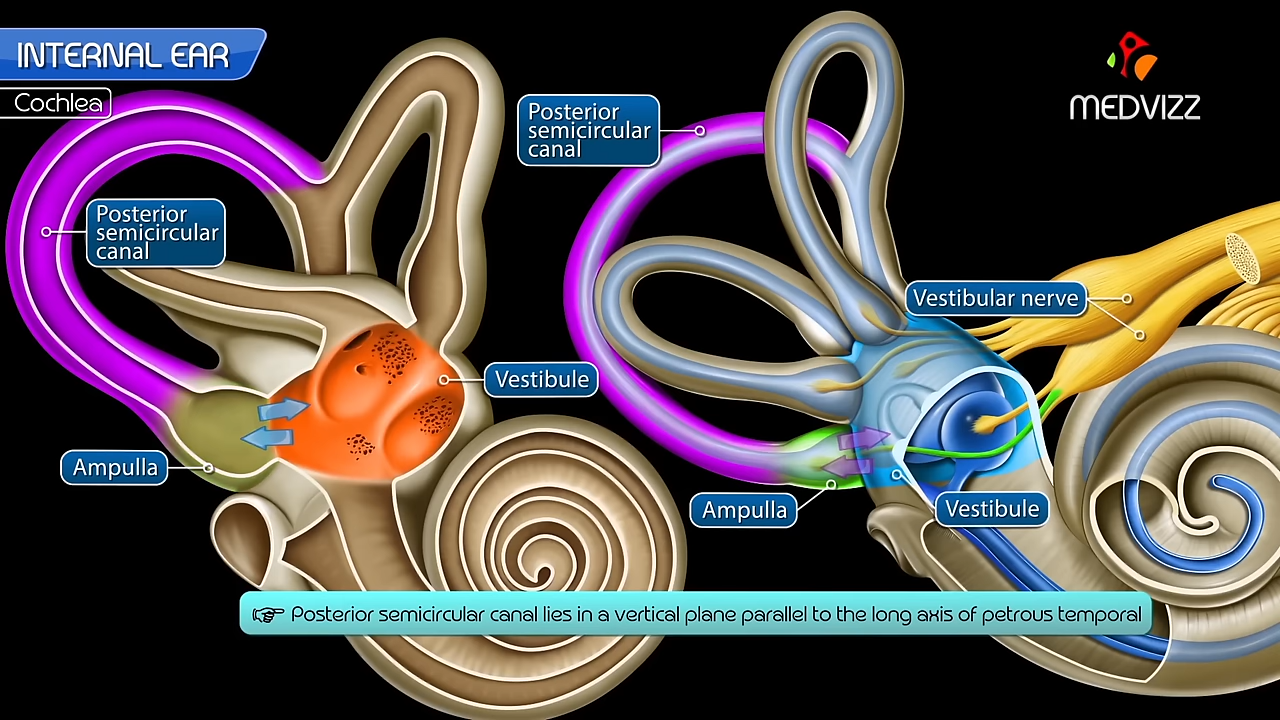 INTERNAL EAR
Cochlea
MEDVIZZ
Posterior
semicircular
canal
Posterior
semicircular
canal
Vestibular nerve
Vestibule
Ampulla
Ampulla
Vestibule
Posterior semicircular canal lies in a vertical plane parallel to the long axis of petrous temporal